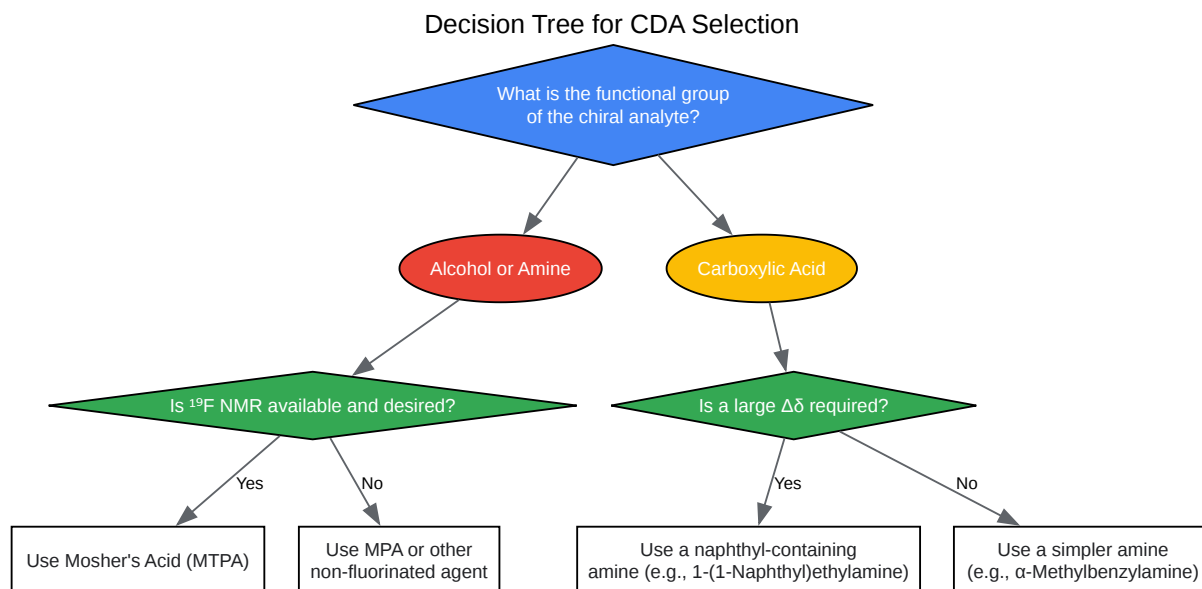 Decision Tree for CDA Selection
What is the functional group
of the chiral analyte?
Alcohol or Amine
Carboxylic Acid
Is ¹⁹F NMR available and desired?
Is a large Δδ required?
Yes
No
Yes
No
Use Mosher's Acid (MTPA)
Use MPA or other
non-fluorinated agent
Use a naphthyl-containing
amine (e.g., 1-(1-Naphthyl)ethylamine)
Use a simpler amine
(e.g., α-Methylbenzylamine)